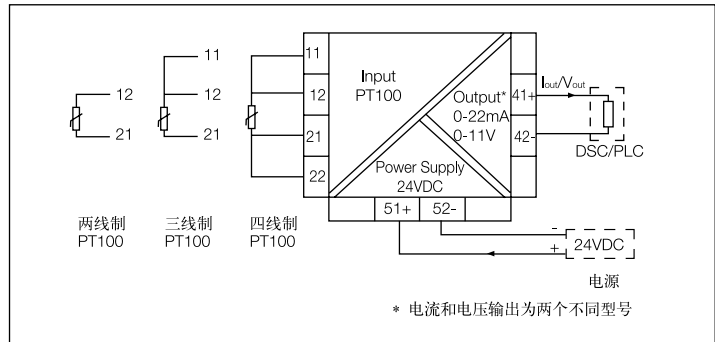 11
12
21
12
21
11
12
21
22
Input
PT100
Output*
0-22mA
0-11V
Power Supply
24VDC
41+
42-
51+
52-
Iout/Vout
DSC/PLC
两线制
PT100
三线制
PT100
四线制
PT100
-
+
24VDC
电源
* 电流和电压输出为两个不同型号